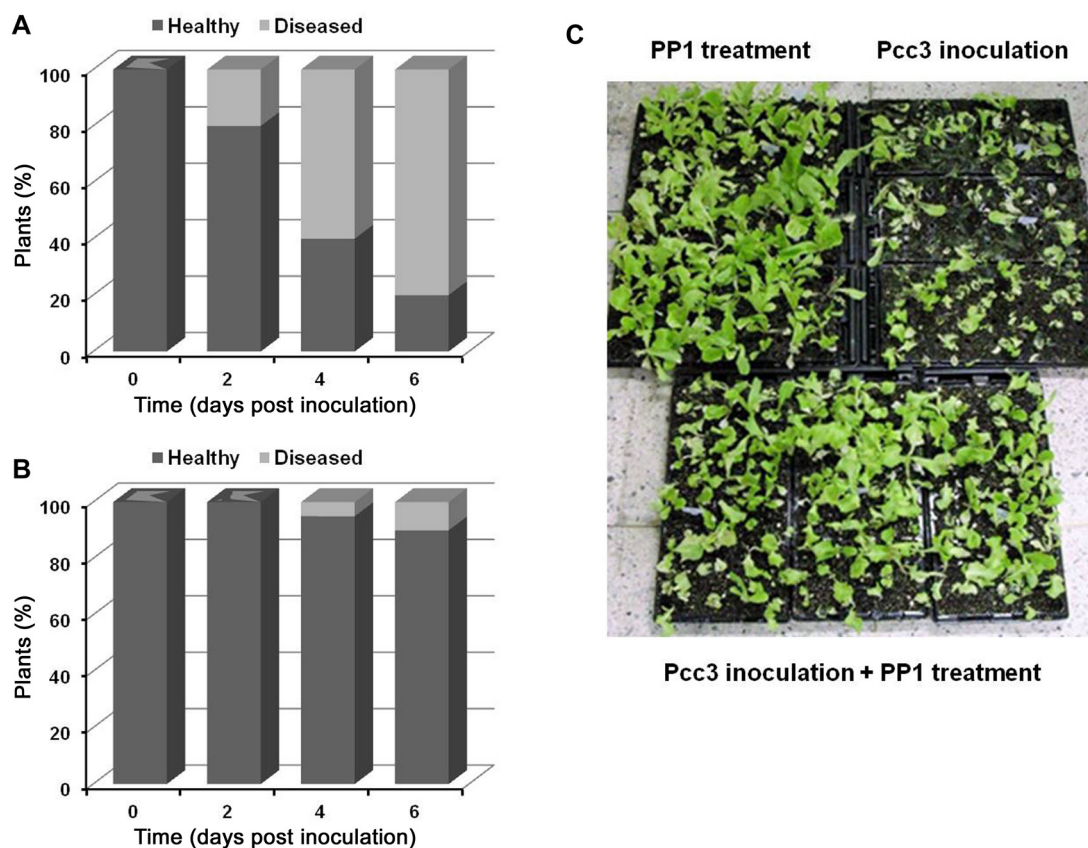 A
Healthy Diseased
Plants (%)
100
80
60
40
20
0
0 2 4 6
Time (days post inoculation)
B
Healthy Diseased
Plants (%)
100
80
60
40
20
0
0 2 4 6
Time (days post inoculation)
C
PP1 treatment Pcc3 inoculation
Pcc3 inoculation + PP1 treatment